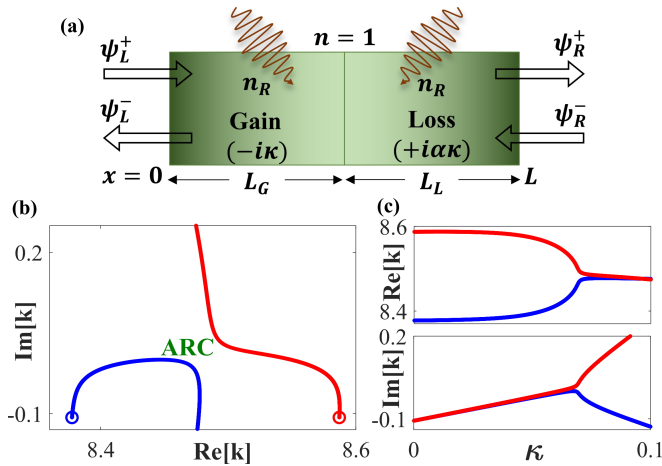 (a)
n = 1
ψ_L^+
ψ_R^+
n_R
n_R
ψ_L^-
Gain
Loss
ψ_R^-
(−iκ)
(+iακ)
x = 0
L_G
L_L
L
(b)
(c)
0.2
Im[k]
ARC
-0.1
8.4
Re[k]
8.6
8.6
Re[k]
8.4
0.2
Im[k]
-0.1
0
κ
0.1